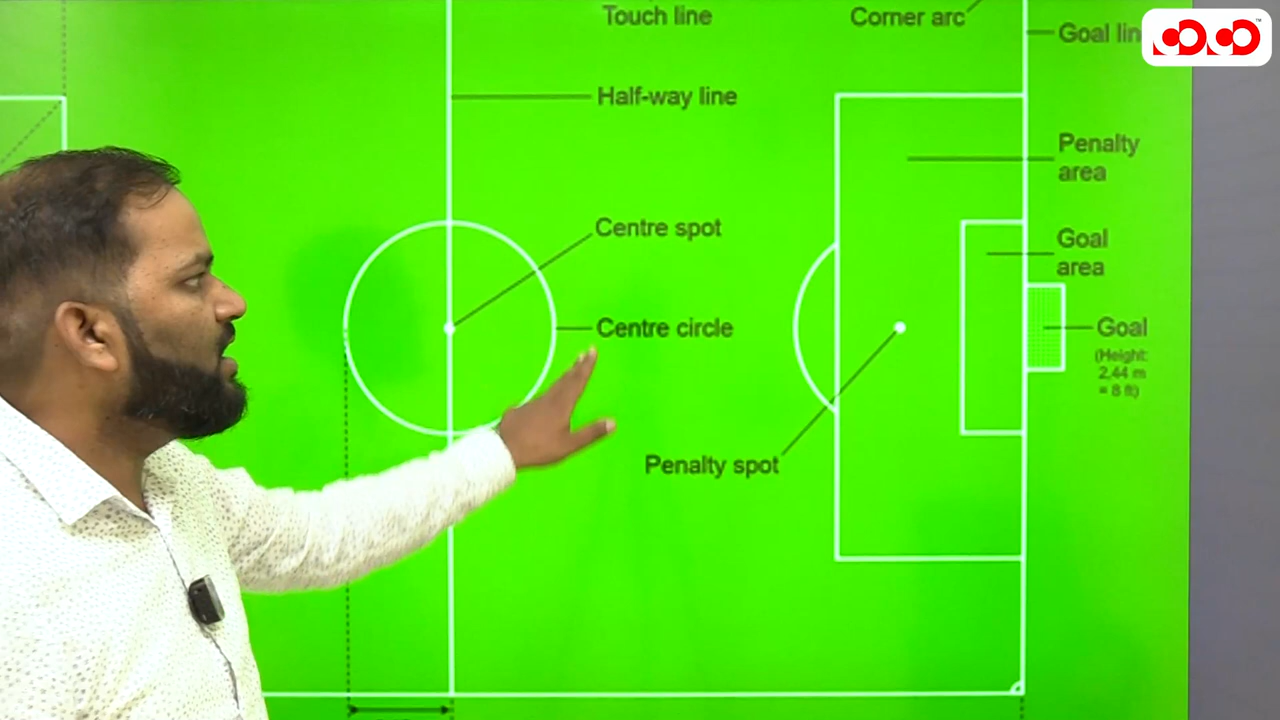 Touch line
Corner arc
Goal lin
Half-way line
Penalty
area
Centre spot
Goal
area
Centre circle
Goal
(Height:
2,44 m
= 8 ft)
Penalty spot